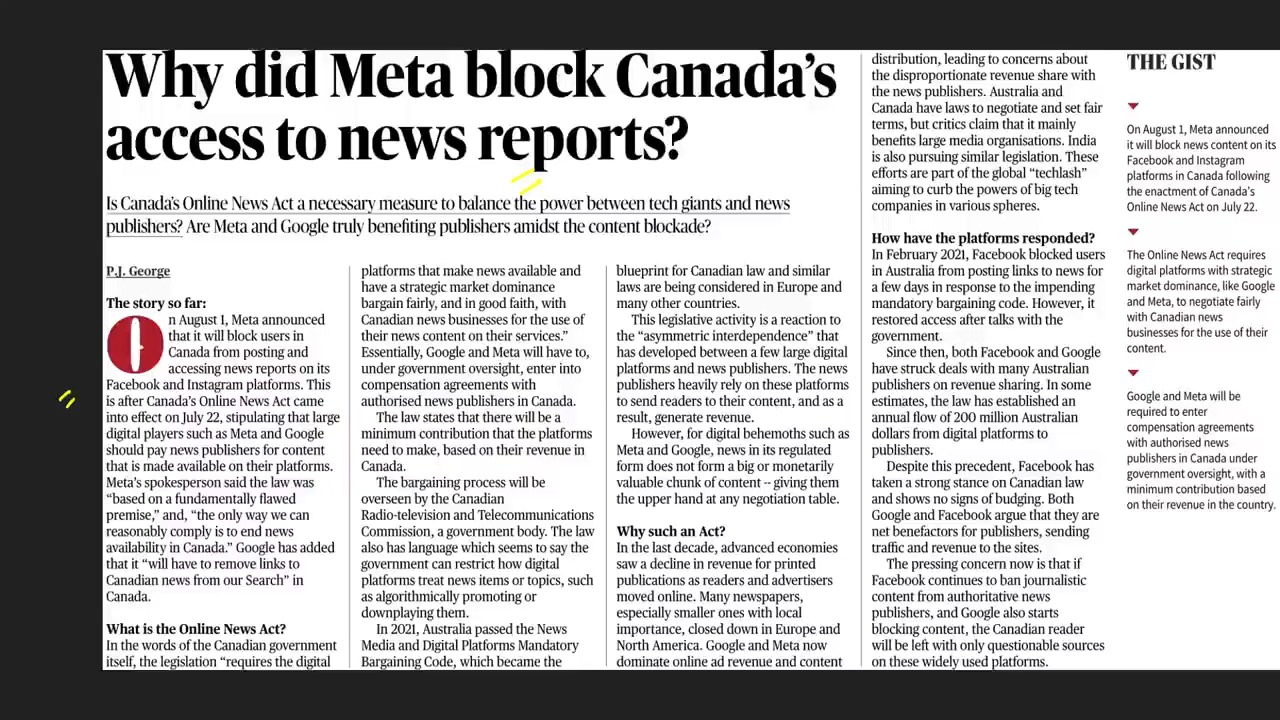 Why did Meta block Canada’s
access to news reports?
Is Canada’s Online News Act a necessary measure to balance the power between tech giants and news
publishers? Are Meta and Google truly benefiting publishers amidst the content blockade?
P.J. George
The story so far:
On August 1, Meta announced
that it will block users in
Canada from posting and
accessing news reports on its
Facebook and Instagram platforms. This
is after Canada’s Online News Act came
into effect on July 22, stipulating that large
digital players such as Meta and Google
should pay news publishers for content
that is made available on their platforms.
Meta’s spokesperson said the law was
“based on a fundamentally flawed
premise,” and, “the only way we can
reasonably comply is to end news
availability in Canada.” Google has added
that it “will have to remove links to
Canadian news from our Search” in
Canada.
What is the Online News Act?
In the words of the Canadian government
itself, the legislation “requires the digital
platforms that make news available and
have a strategic market dominance
bargain fairly, and in good faith, with
Canadian news businesses for the use of
their news content on their services.”
Essentially, Google and Meta will have to,
under government oversight, enter into
compensation agreements with
authorised news publishers in Canada.
The law states that there will be a
minimum contribution that the platforms
need to make, based on their revenue in
Canada.
The bargaining process will be
overseen by the Canadian
Radio-television and Telecommunications
Commission, a government body. The law
also has language which seems to say the
government can restrict how digital
platforms treat news items or topics, such
as algorithmically promoting or
downplaying them.
In 2021, Australia passed the News
Media and Digital Platforms Mandatory
Bargaining Code, which became the
blueprint for Canadian law and similar
laws are being considered in Europe and
many other countries.
This legislative activity is a reaction to
the “asymmetric interdependence” that
has developed between a few large digital
platforms and news publishers. The news
publishers heavily rely on these platforms
to send readers to their content, and as a
result, generate revenue.
However, for digital behemoths such as
Meta and Google, news in its regulated
form does not form a big or monetarily
valuable chunk of content -- giving them
the upper hand at any negotiation table.
Why such an Act?
In the last decade, advanced economies
saw a decline in revenue for printed
publications as readers and advertisers
moved online. Many newspapers,
especially smaller ones with local
importance, closed down in Europe and
North America. Google and Meta now
dominate online ad revenue and content
distribution, leading to concerns about
the disproportionate revenue share with
the news publishers. Australia and
Canada have laws to negotiate and set fair
terms, but critics claim that it mainly
benefits large media organisations. India
is also pursuing similar legislation. These
efforts are part of the global “techlash”
aiming to curb the powers of big tech
companies in various spheres.
How have the platforms responded?
In February 2021, Facebook blocked users
in Australia from posting links to news for
a few days in response to the impending
mandatory bargaining code. However, it
restored access after talks with the
government.
Since then, both Facebook and Google
have struck deals with many Australian
publishers on revenue sharing. In some
estimates, the law has established an
annual flow of 200 million Australian
dollars from digital platforms to
publishers.
Despite this precedent, Facebook has
taken a strong stance on Canadian law
and shows no signs of budging. Both
Google and Facebook argue that they are
net benefactors for publishers, sending
traffic and revenue to the sites.
The pressing concern now is that if
Facebook continues to ban journalistic
content from authoritative news
publishers, and Google also starts
blocking content, the Canadian reader
will be left with only questionable sources
on these widely used platforms.
THE GIST
On August 1, Meta announced
it will block news content on its
Facebook and Instagram
platforms in Canada following
the enactment of Canada’s
Online News Act on July 22.
The Online News Act requires
digital platforms with strategic
market dominance, like Google
and Meta, to negotiate fairly
with Canadian news
businesses for the use of their
content.
Google and Meta will be
required to enter
compensation agreements
with authorised news
publishers in Canada under
government oversight, with a
minimum contribution based
on their revenue in the country.